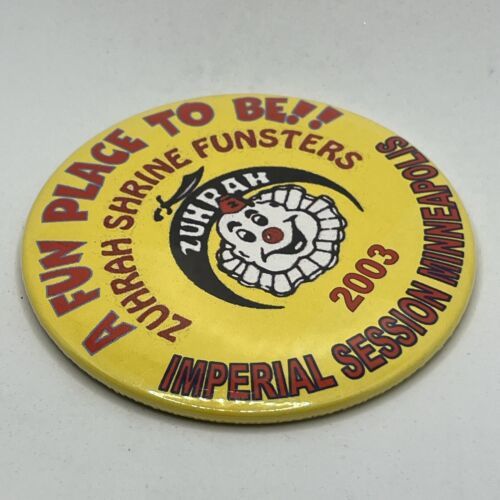 A FUN PLACE TO BE!!
ZUHRAH SHRINE FUNSTERS
ZUHRAH
2003
IMPERIAL SESSION MINNEAPOLIS